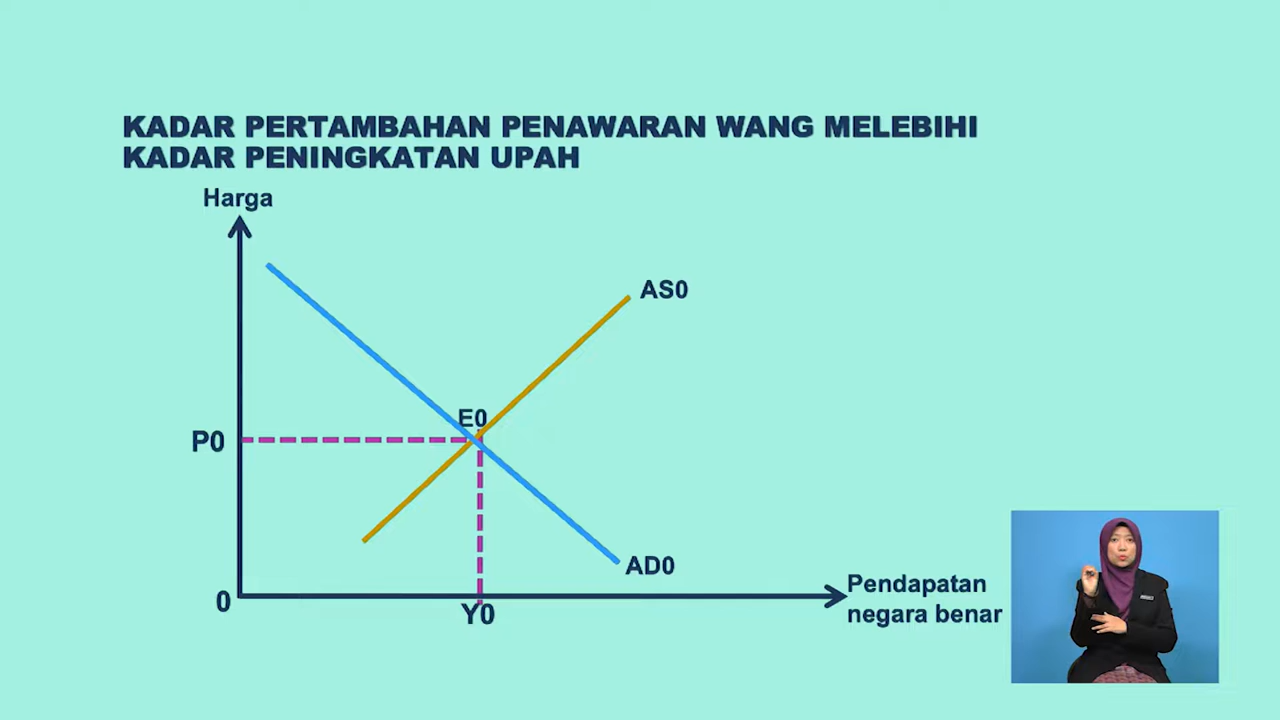 KADAR PERTAMBAHAN PENAWARAN WANG MELEBIHI
KADAR PENINGKATAN UPAH
Harga
AS0
E0
P0
AD0
Pendapatan
negara benar
0
Y0